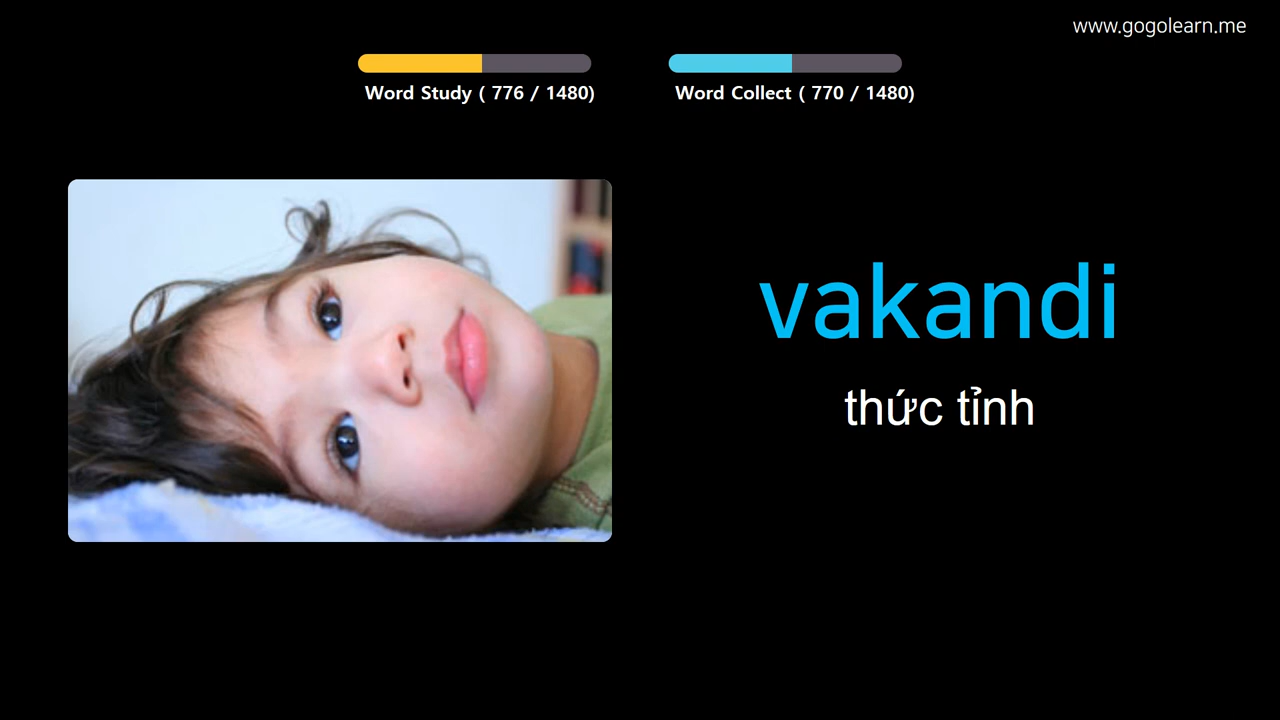 www.gogolearn.me
Word Study ( 776 / 1480)
Word Collect ( 770 / 1480)
vakandi
thức tỉnh